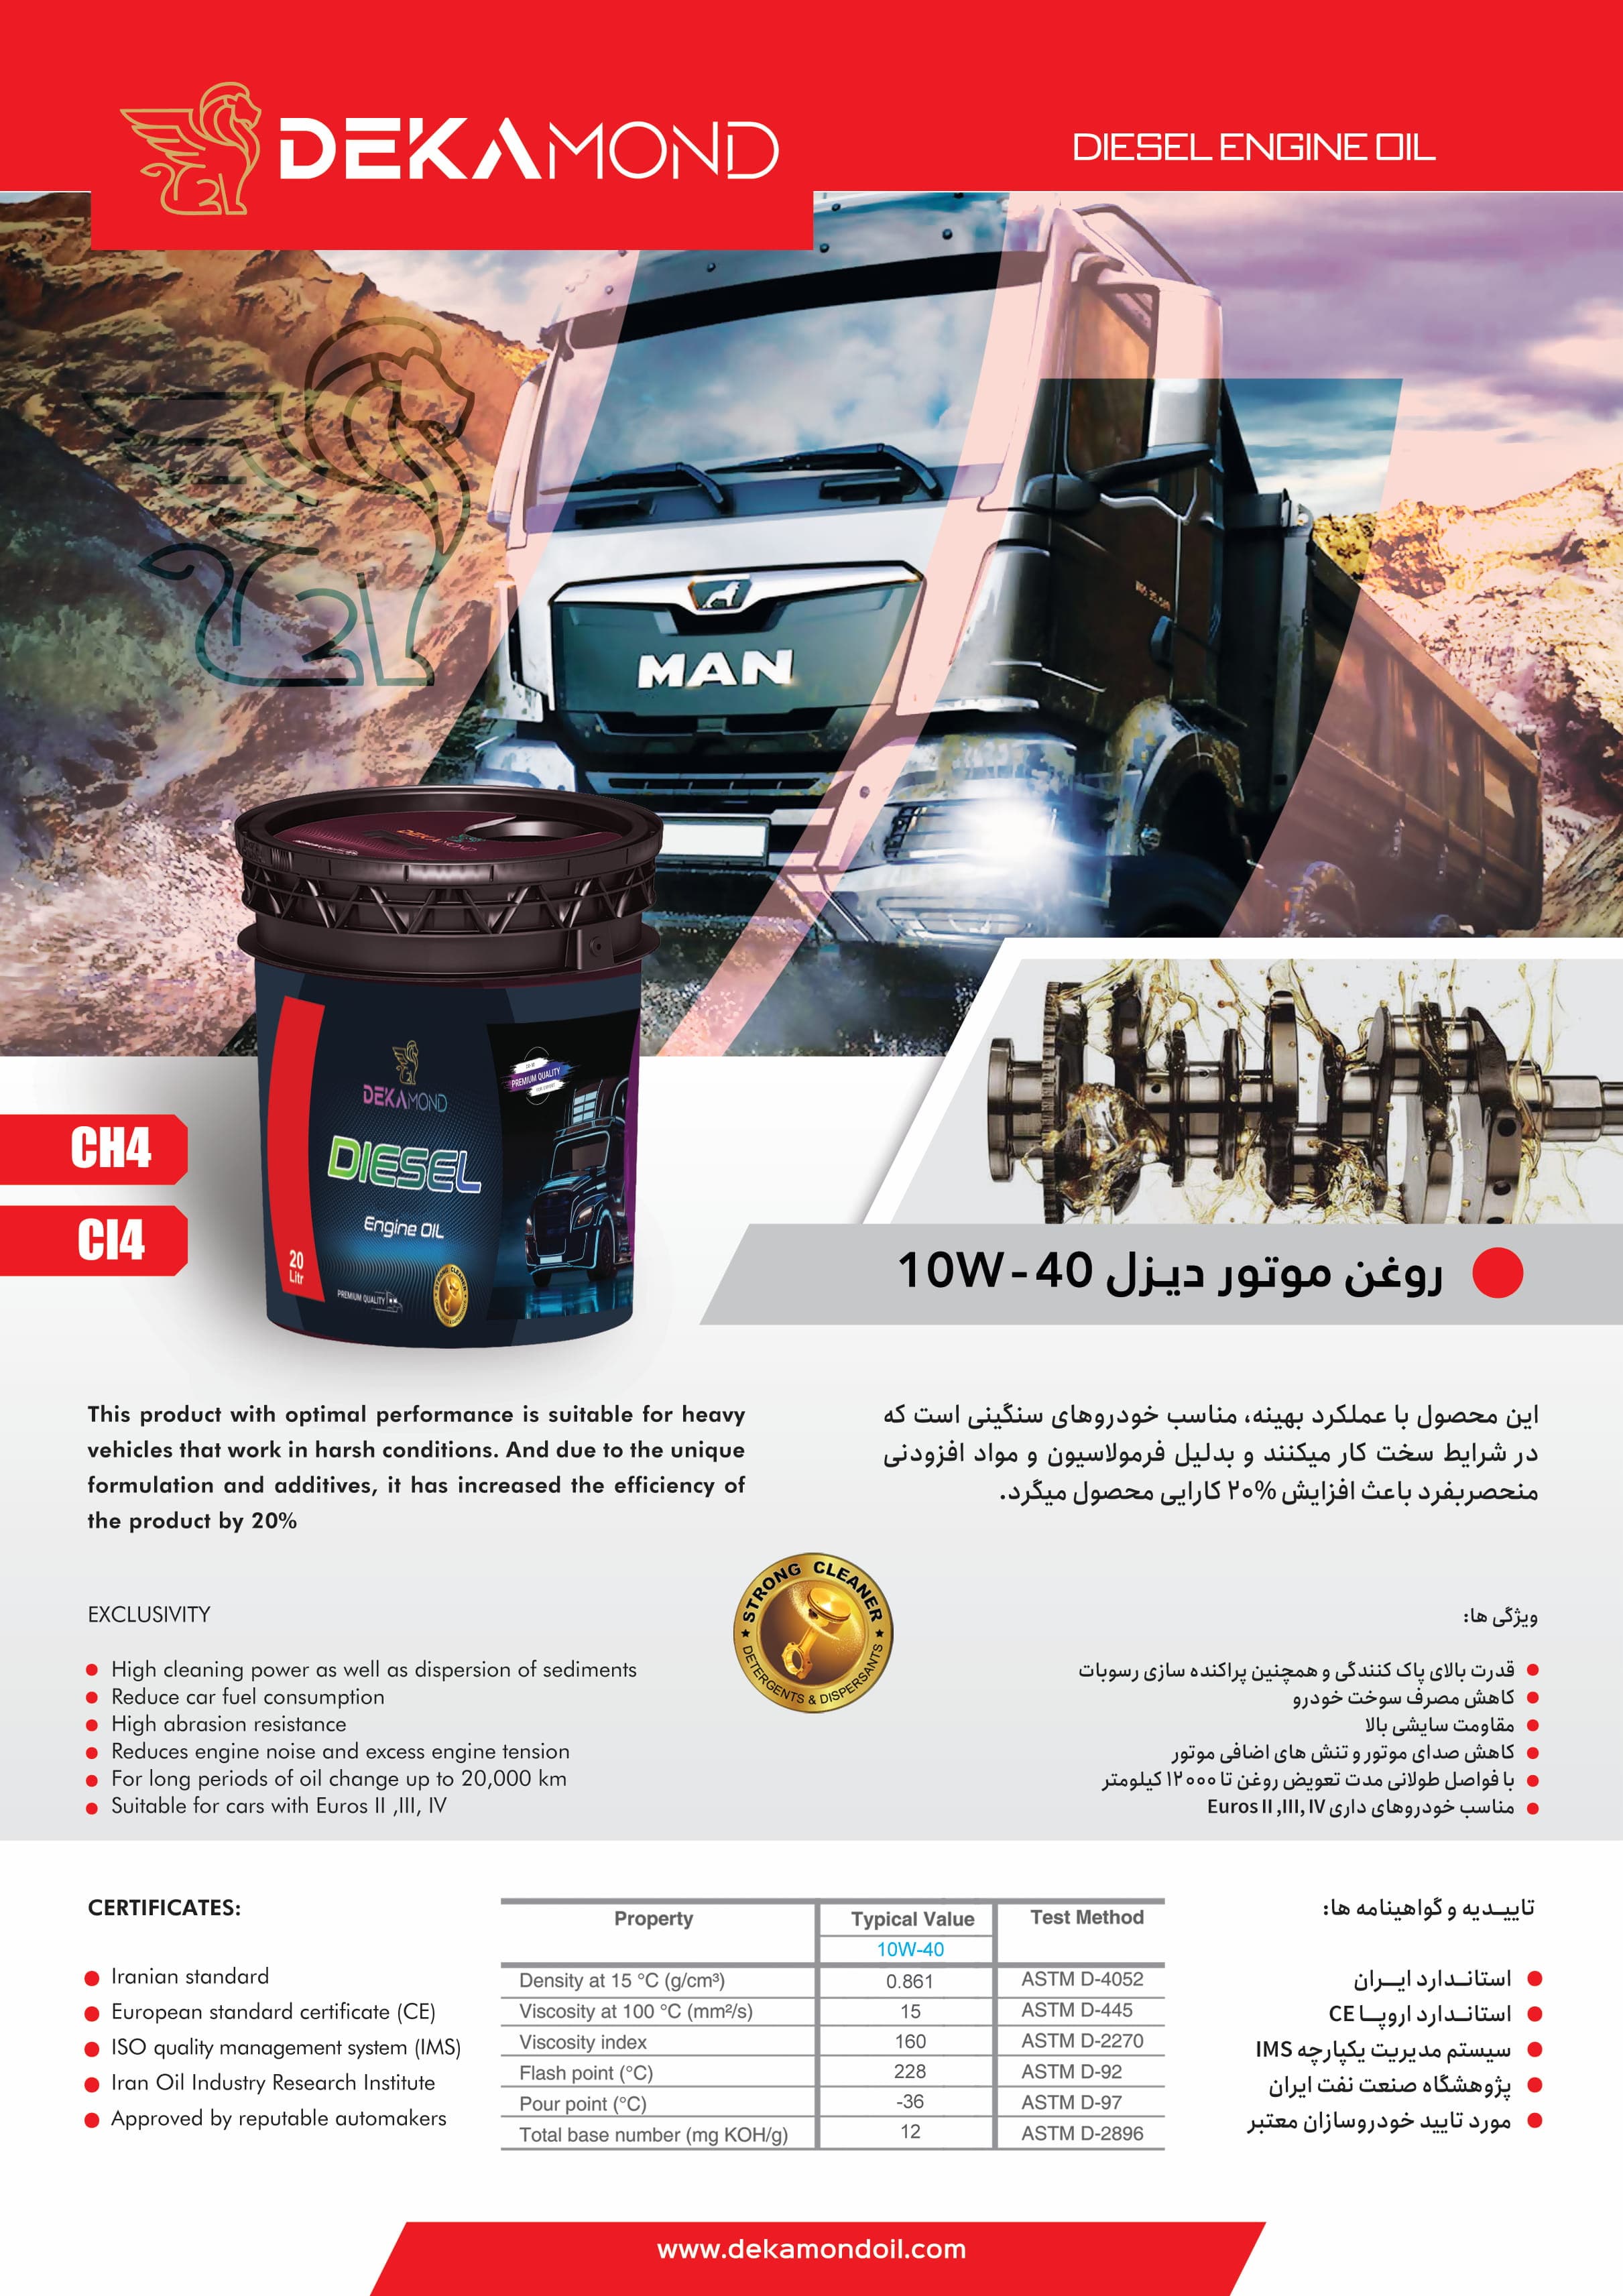 DEKAMOND
DIESEL ENGINE OIL
MAN
DEKAMOND
DIESEL
Engine OIL
PREMIUM QUALITY
20
Litr
PREMIUM QUALITY
CH4
CI4
روغن موتور دیزل 10W-40
This product with optimal performance is suitable for heavy
vehicles that work in harsh conditions. And due to the unique
formulation and additives, it has increased the efficiency of
the product by 20%
این محصول با عملکرد بهینه، مناسب خودروهای سنگینی است که
در شرایط سخت کار میکنند و بدلیل فرمولاسیون و مواد افزودنی
منحصربفرد باعث افزایش %۲۰ کارایی محصول میگرد.
STRONG CLEANER
DETERGENTS & DISPERSANTS
EXCLUSIVITY
High cleaning power as well as dispersion of sediments
Reduce car fuel consumption
High abrasion resistance
Reduces engine noise and excess engine tension
For long periods of oil change up to 20,000 km
Suitable for cars with Euros II ,III, IV
ویژگی ها:
قدرت بالای پاک کنندگی و همچنین پراکنده سازی رسوبات
کاهش مصرف سوخت خودرو
مقاومت سایشی بالا
کاهش صدای موتور و تنش های اضافی موتور
با فواصل طولانی مدت تعویض روغن تا ۱۲۰۰۰ کیلومتر
مناسب خودروهای داری Euros II ,III, IV
CERTIFICATES:
Iranian standard
European standard certificate (CE)
ISO quality management system (IMS)
Iran Oil Industry Research Institute
Approved by reputable automakers
Property Typical Value Test Method
10W-40
Density at 15 °C (g/cm³) 0.861 ASTM D-4052
Viscosity at 100 °C (mm²/s) 15 ASTM D-445
Viscosity index 160 ASTM D-2270
Flash point (°C) 228 ASTM D-92
Pour point (°C) -36 ASTM D-97
Total base number (mg KOH/g) 12 ASTM D-2896
تاییـدیه و گواهینامه ها:
استانـدارد ایـران
استانـدارد اروپـا CE
سیستم مدیریت یکپارچه IMS
پژوهشگاه صنعت نفت ایران
مورد تایید خودروسازان معتبر
www.dekamondoil.com